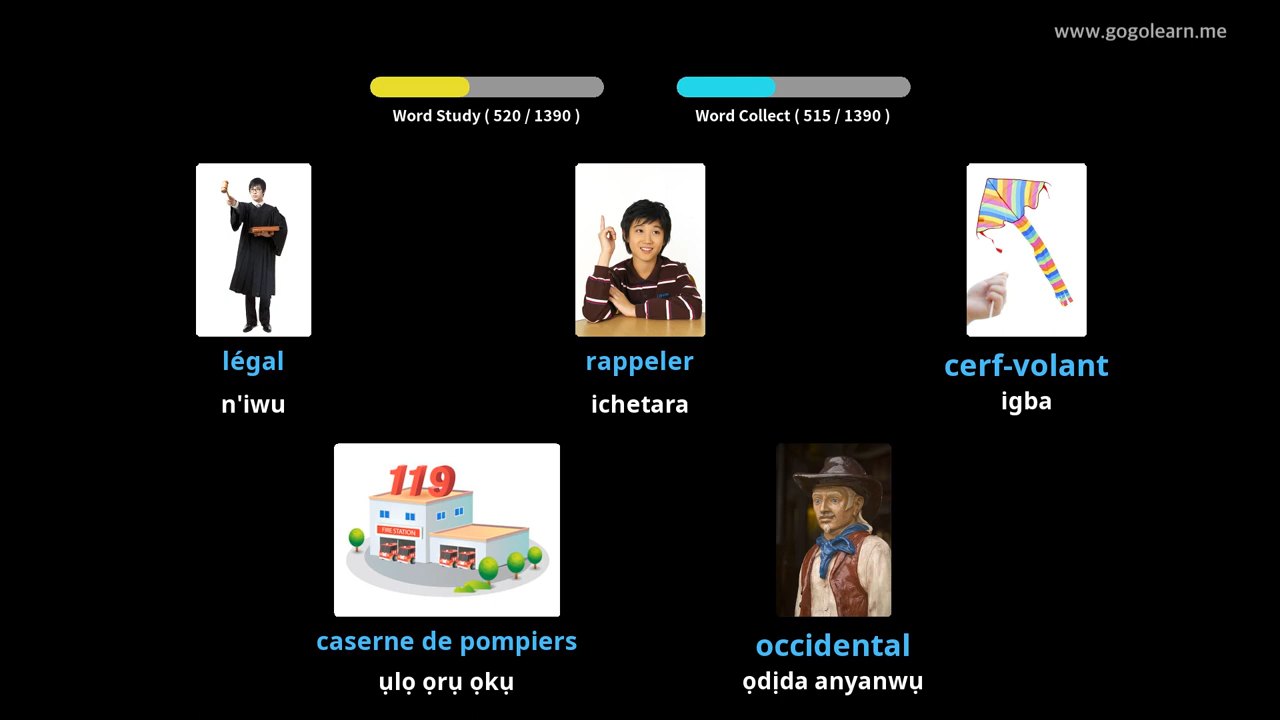 www.gogolearn.me
Word Study ( 520 / 1390 )
Word Collect ( 515 / 1390 )
légal
rappeler
cerf-volant
n'iwu
ichetara
igba
119
FIRE STATION
caserne de pompiers
occidental
ụlọ ọrụ ọkụ
ọdịda anyanwụ